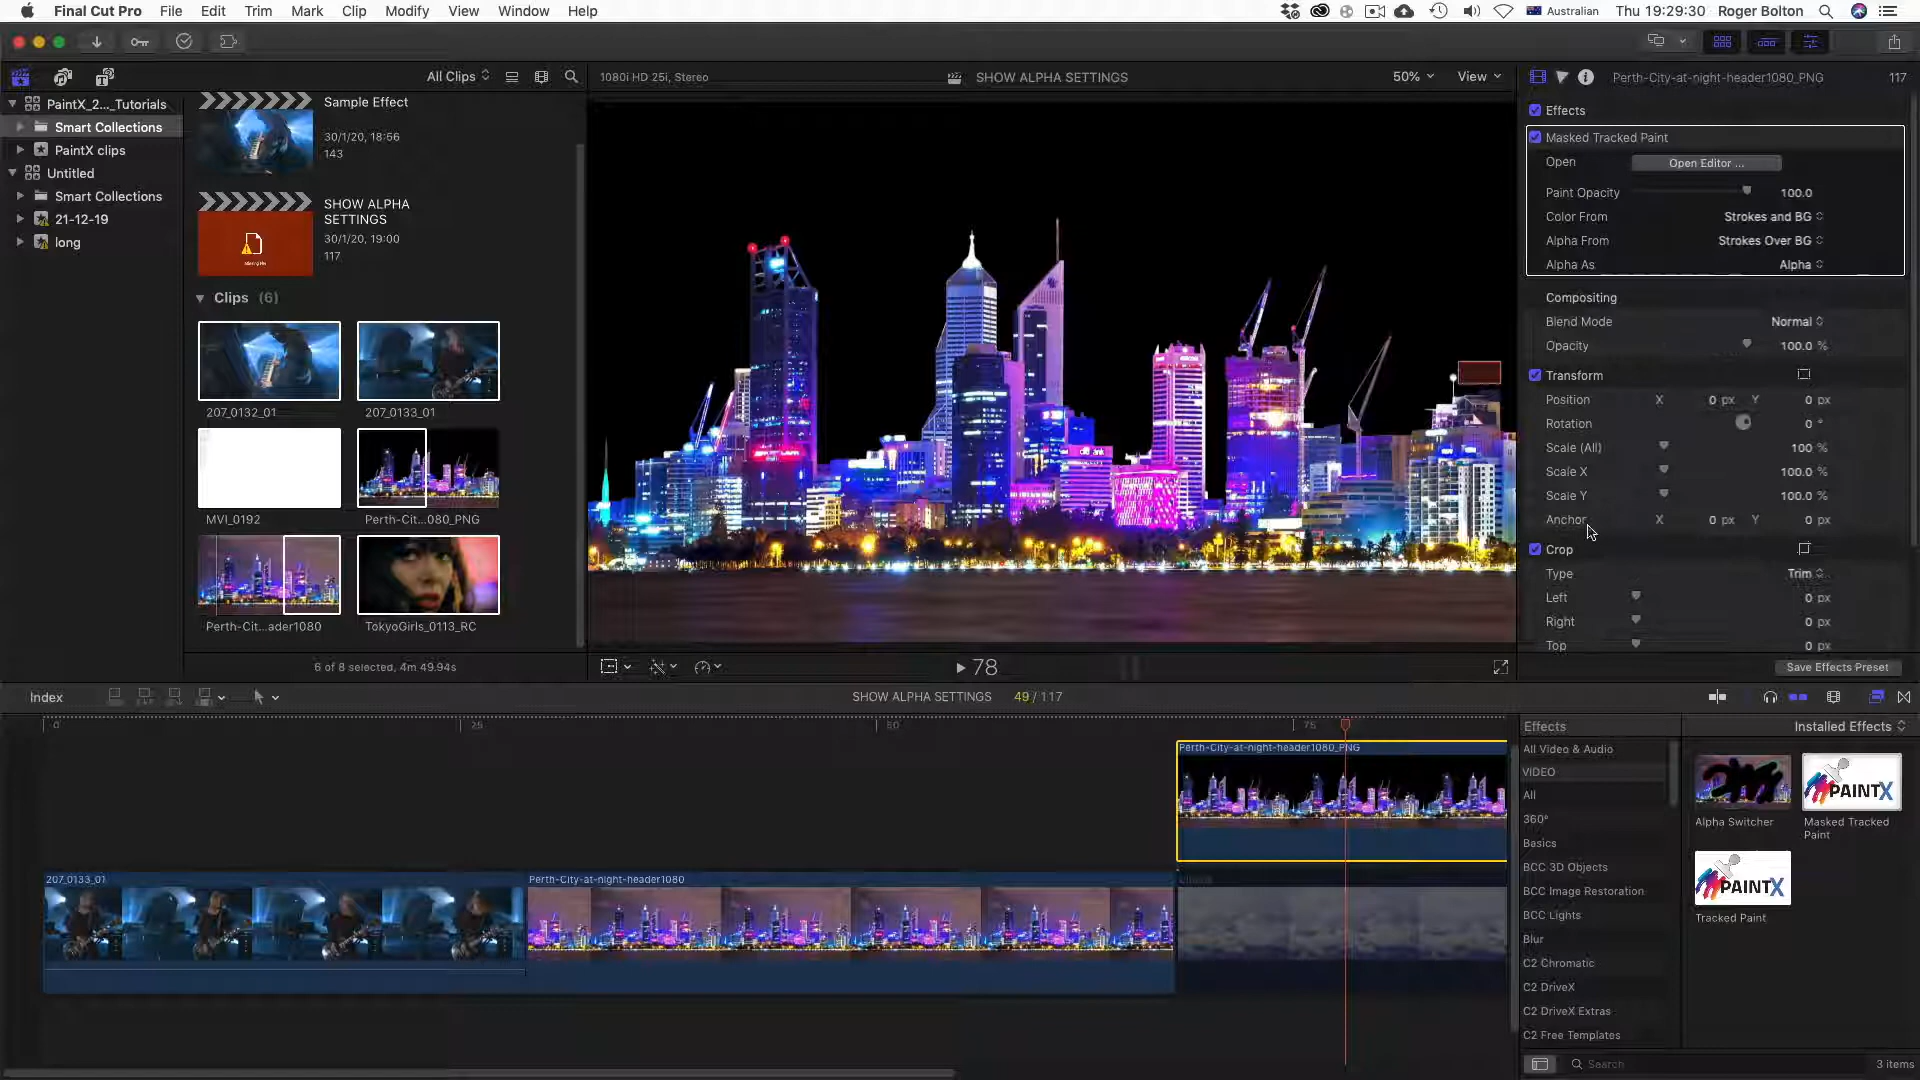 Final Cut Pro File Edit Trim Mark Clip Modify View Window Help Australian Thu 19:29:30 Roger Bolton
All Clips 1080i HD 25i, Stereo SHOW ALPHA SETTINGS 50% View Perth-City-at-night-header1080_PNG 117
PaintX_2..._Tutorials
Smart Collections
PaintX clips
Untitled
Smart Collections
21-12-19
long
Sample Effect
30/1/20, 18:56
143
SHOW ALPHA
SETTINGS
30/1/20, 19:00
117
Clips (6)
207_0132_01 207_0133_01
MVI_0192 Perth-Cit...080_PNG
Perth-Cit...ader1080 TokyoGirls_0113_RC
6 of 8 selected, 4m 49.94s
78
Effects
Masked Tracked Paint
Open Open Editor ...
Paint Opacity 100.0
Color From Strokes and BG
Alpha From Strokes Over BG
Alpha As Alpha
Compositing
Blend Mode Normal
Opacity 100.0 %
Transform
Position X 0 px Y 0 px
Rotation 0 °
Scale (All) 100 %
Scale X 100.0 %
Scale Y 100.0 %
Anchor X 0 px Y 0 px
Crop
Type Trim
Left 0 px
Right 0 px
Top 0 px
Save Effects Preset
Index SHOW ALPHA SETTINGS 49 / 117
0 25 50 75
Perth-City-at-night-header1080_PNG
207_0133_01 Perth-City-at-night-header1080
Effects Installed Effects
All Video & Audio
VIDEO
All
360°
Basics
BCC 3D Objects
BCC Image Restoration
BCC Lights
Blur
C2 Chromatic
C2 DriveX
C2 DriveX Extras
C2 Free Templates
PAINTX
Alpha Switcher Masked Tracked
Paint
PAINTX
Tracked Paint
Search 3 items